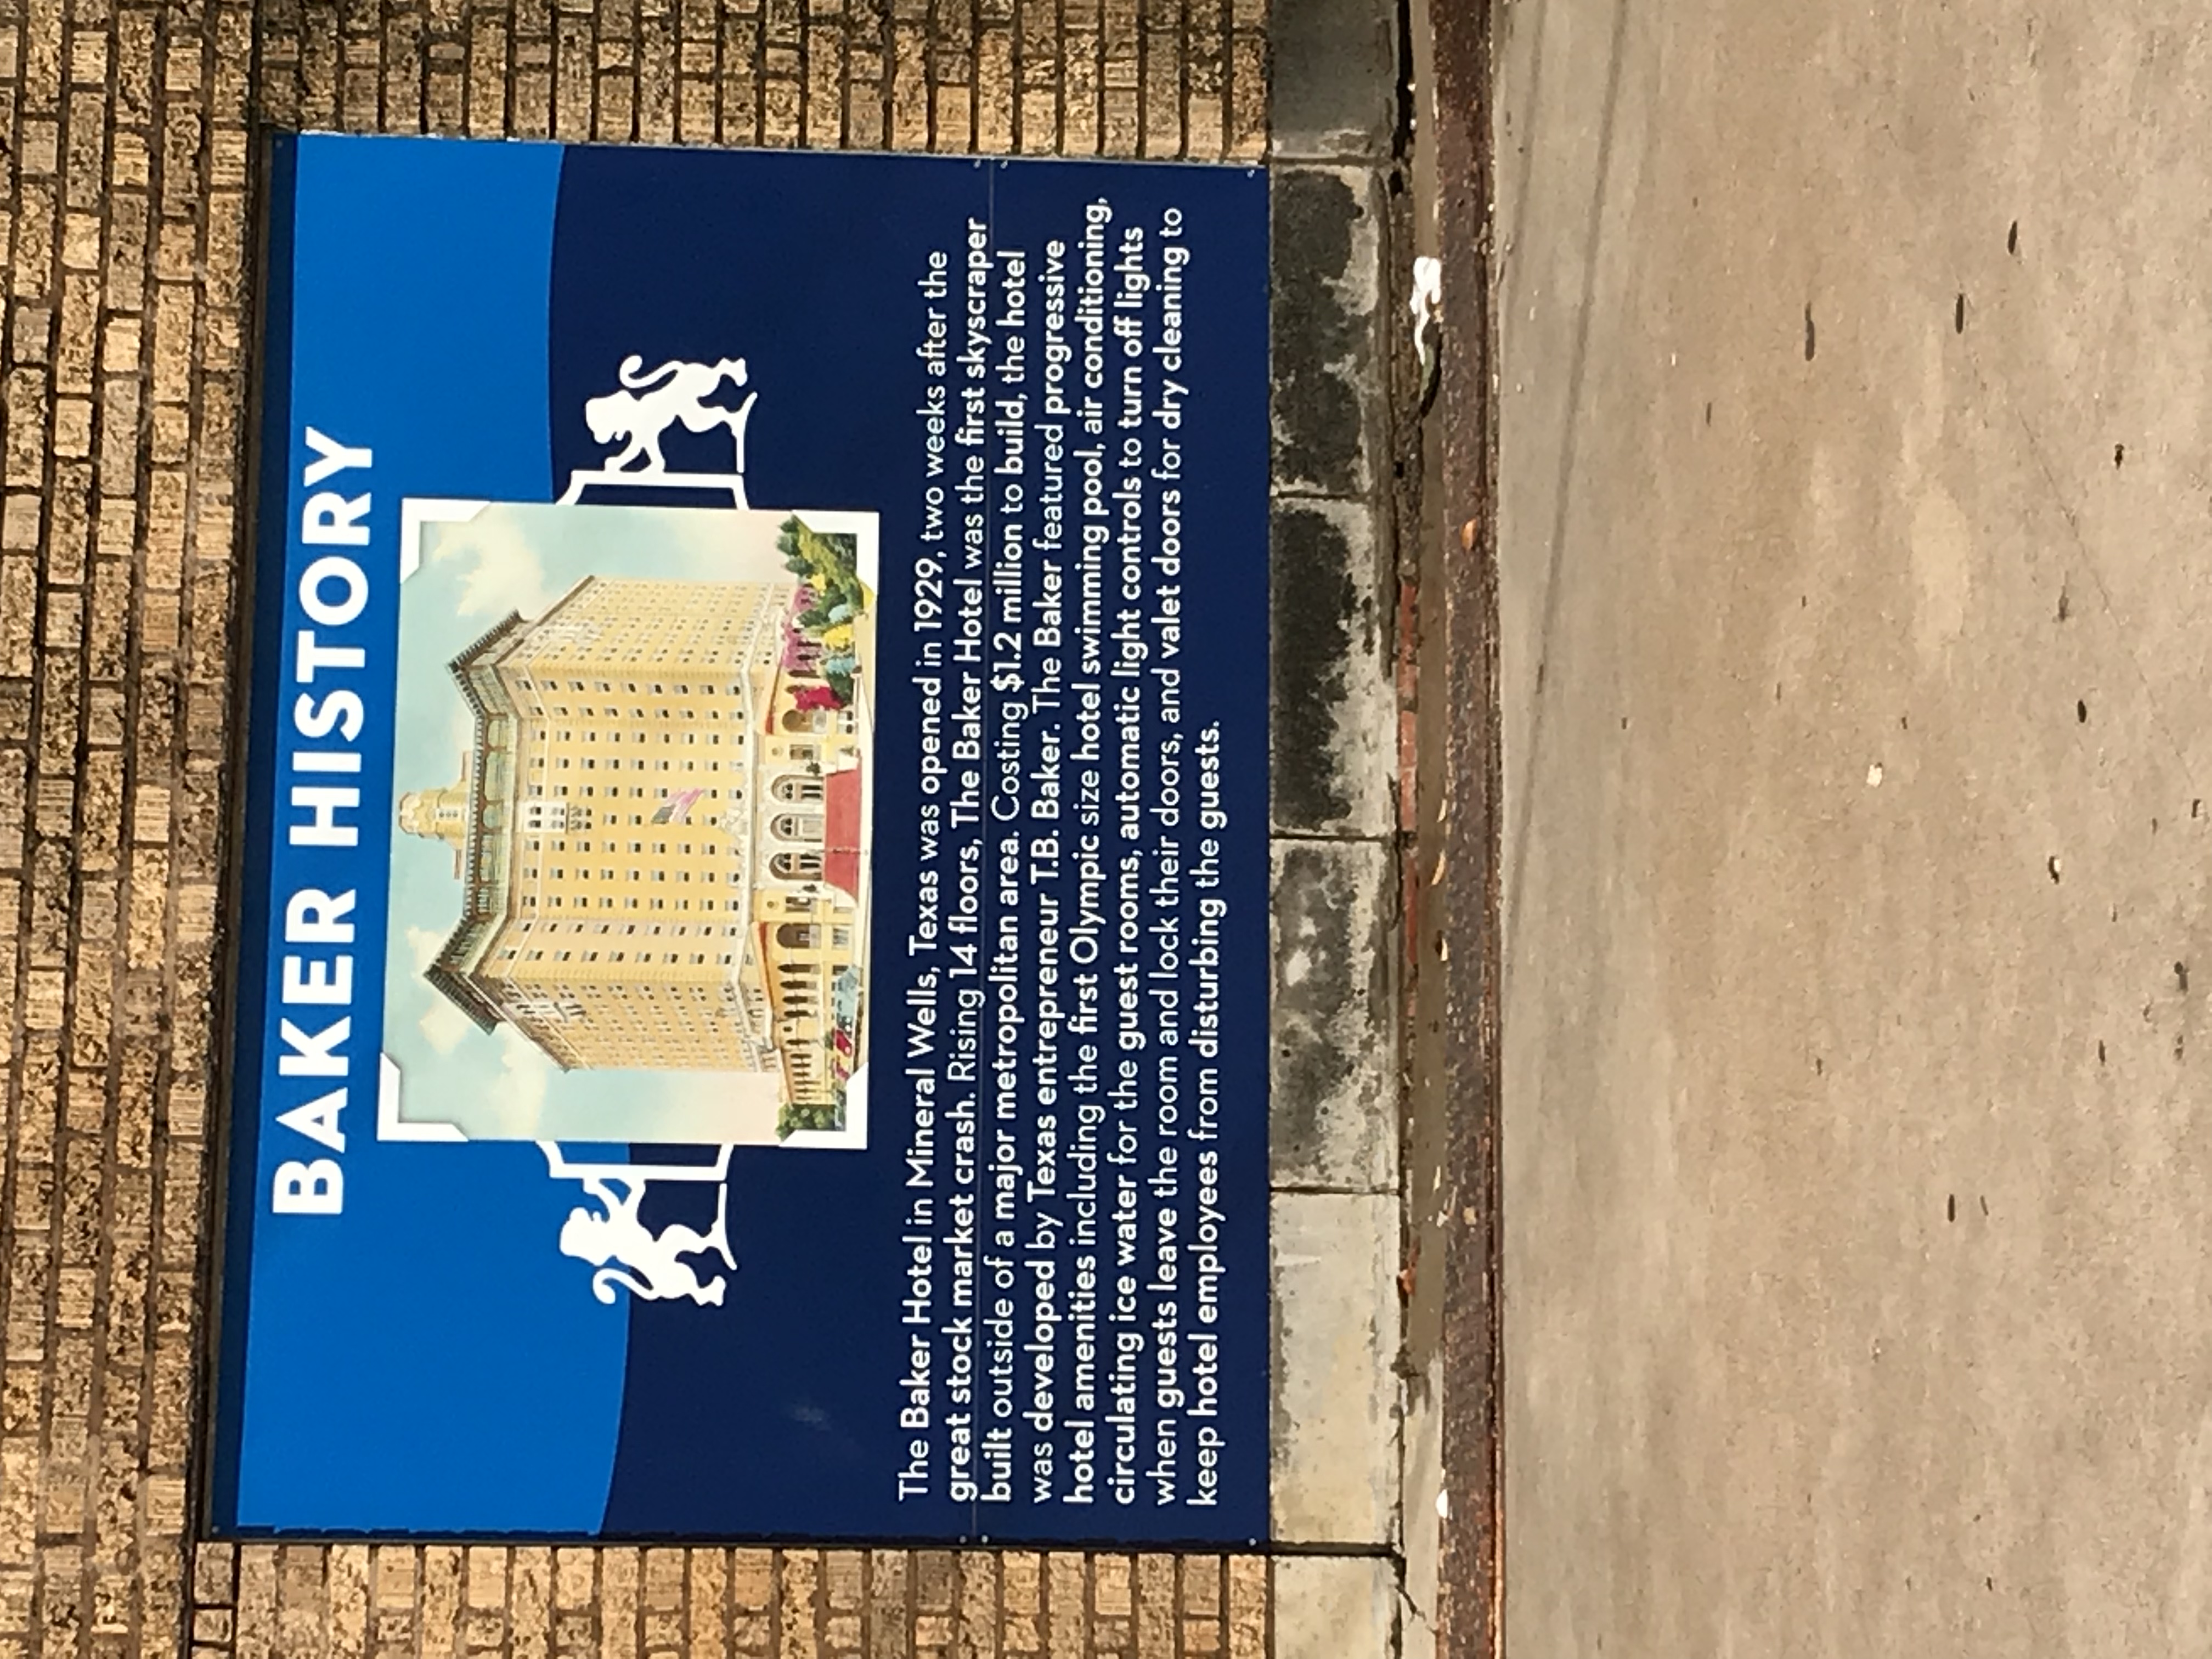 BAKER HISTORY
The Baker Hotel in Mineral Wells, Texas was opened in 1929, two weeks after the
great stock market crash. Rising 14 floors, The Baker Hotel was the first skyscraper
built outside of a major metropolitan area. Costing $1.2 million to build, the hotel
was developed by Texas entrepreneur T.B. Baker. The Baker featured progressive
hotel amenities including the first Olympic size hotel swimming pool, air conditioning,
circulating ice water for the guest rooms, automatic light controls to turn off lights
when guests leave the room and lock their doors, and valet doors for dry cleaning to
keep hotel employees from disturbing the guests.